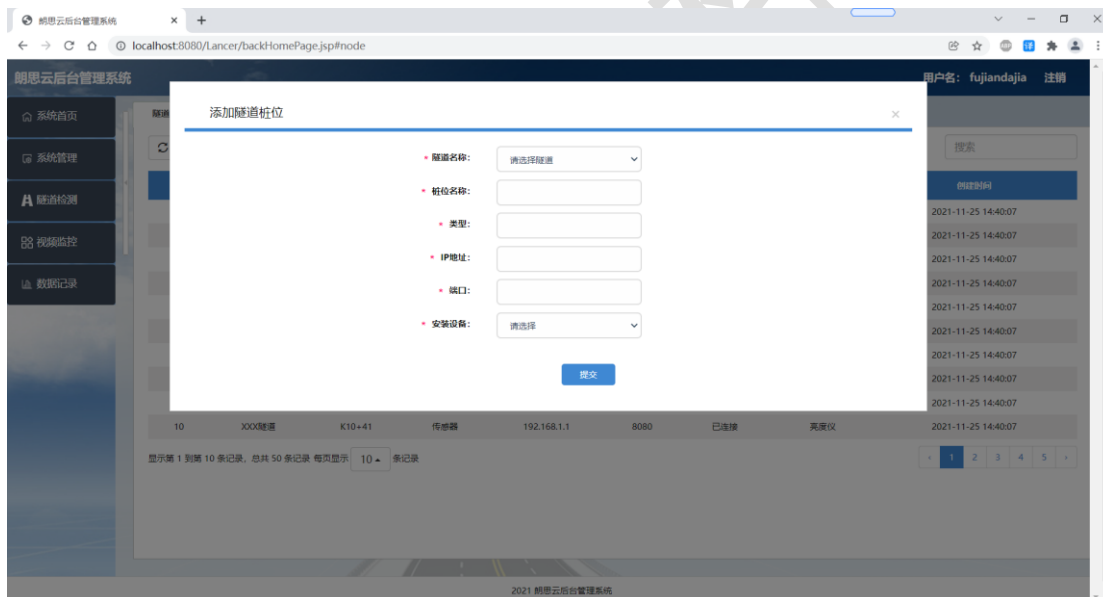 朗思云后台管理系统
localhost:8080/Lancer/backHomePage.jsp#node
朗思云后台管理系统
用户名: fujiandajia 注销
系统首页
系统管理
隧道检测
视频监控
数据记录
隧道
搜索
添加隧道桩位
* 隧道名称: 请选择隧道
* 桩位名称:
* 类型:
* IP地址:
* 端口:
* 安装设备: 请选择
提交
创建时间
2021-11-25 14:40:07
2021-11-25 14:40:07
2021-11-25 14:40:07
2021-11-25 14:40:07
2021-11-25 14:40:07
2021-11-25 14:40:07
2021-11-25 14:40:07
2021-11-25 14:40:07
2021-11-25 14:40:07
10 XXX隧道 K10+41 传感器 192.168.1.1 8080 已连接 亮度仪 2021-11-25 14:40:07
显示第 1 到第 10 条记录, 总共 50 条记录 每页显示 10 条记录
‹ 1 2 3 4 5 ›
2021 朗思云后台管理系统